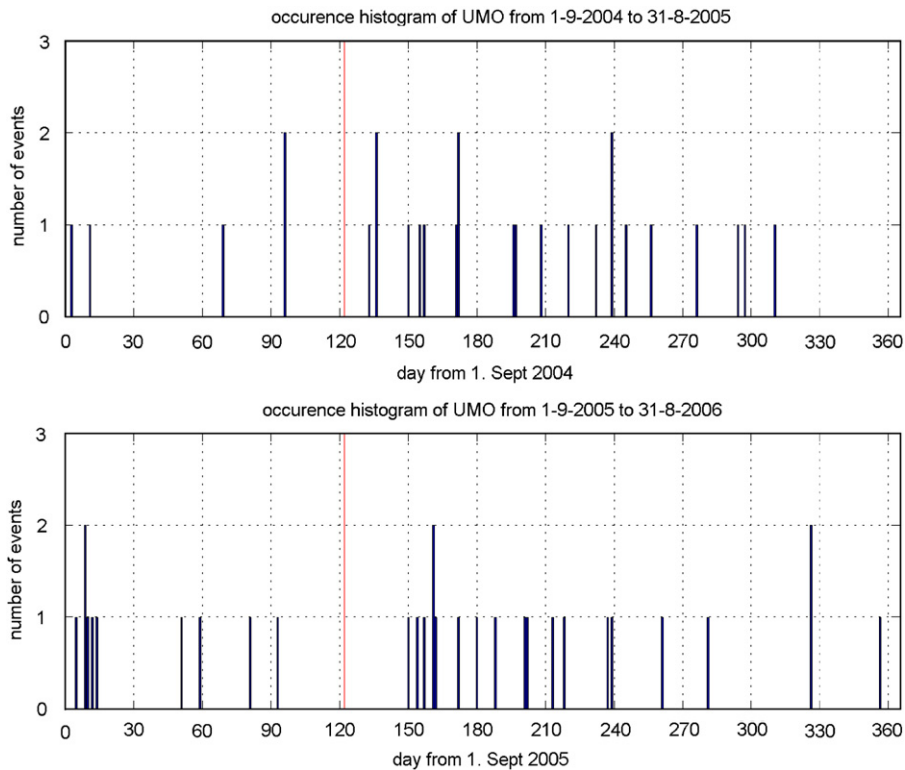 occurence histogram of UMO from 1-9-2004 to 31-8-2005
number of events
3
2
1
0
0 30 60 90 120 150 180 210 240 270 300 330 360
day from 1. Sept 2004
occurence histogram of UMO from 1-9-2005 to 31-8-2006
number of events
3
2
1
0
0 30 60 90 120 150 180 210 240 270 300 330 360
day from 1. Sept 2005